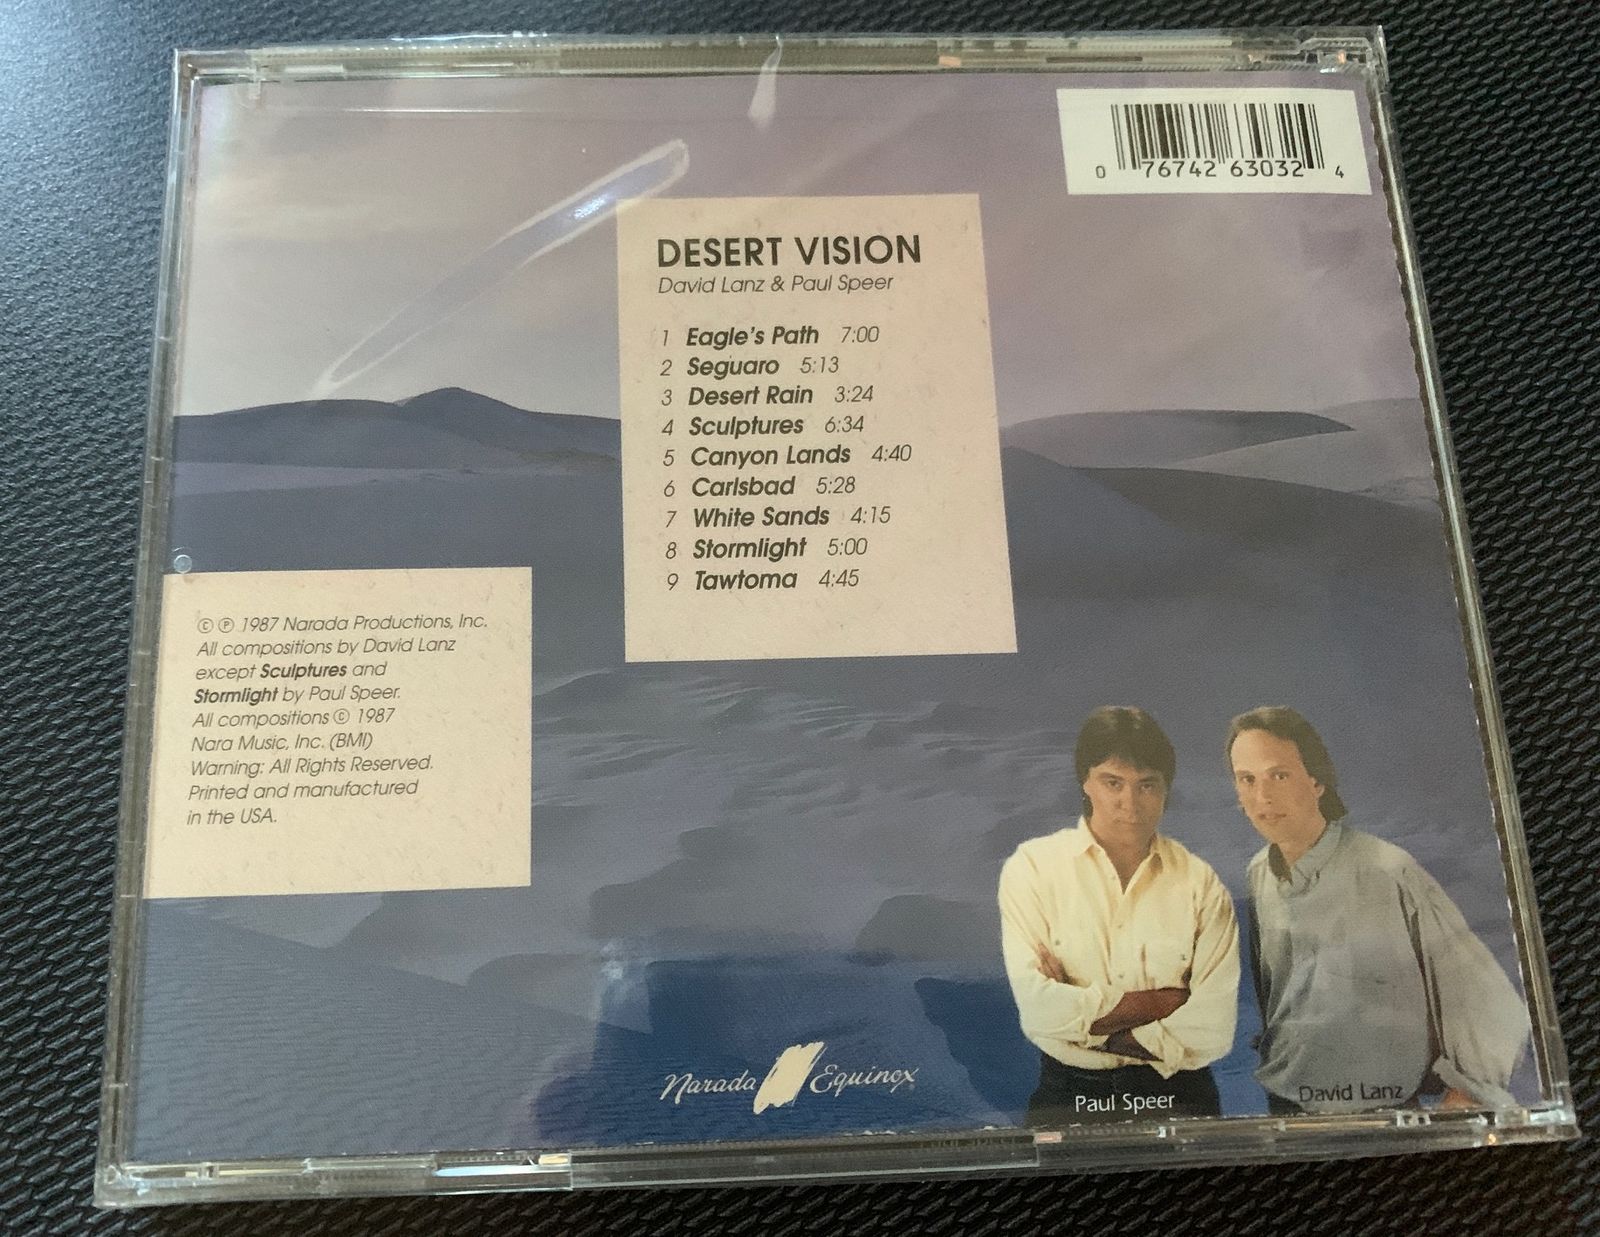 0 76742 63032 4
DESERT VISION
David Lanz & Paul Speer
1 Eagle's Path 7:00
2 Seguaro 5:13
3 Desert Rain 3:24
4 Sculptures 6:34
5 Canyon Lands 4:40
6 Carlsbad 5:28
7 White Sands 4:15
8 Stormlight 5:00
9 Tawtoma 4:45
© ℗ 1987 Narada Productions, Inc.
All compositions by David Lanz
except Sculptures and
Stormlight by Paul Speer.
All compositions © 1987
Nara Music, Inc. (BMI)
Warning: All Rights Reserved.
Printed and manufactured
in the USA.
Narada Equinox
Paul Speer
David Lanz